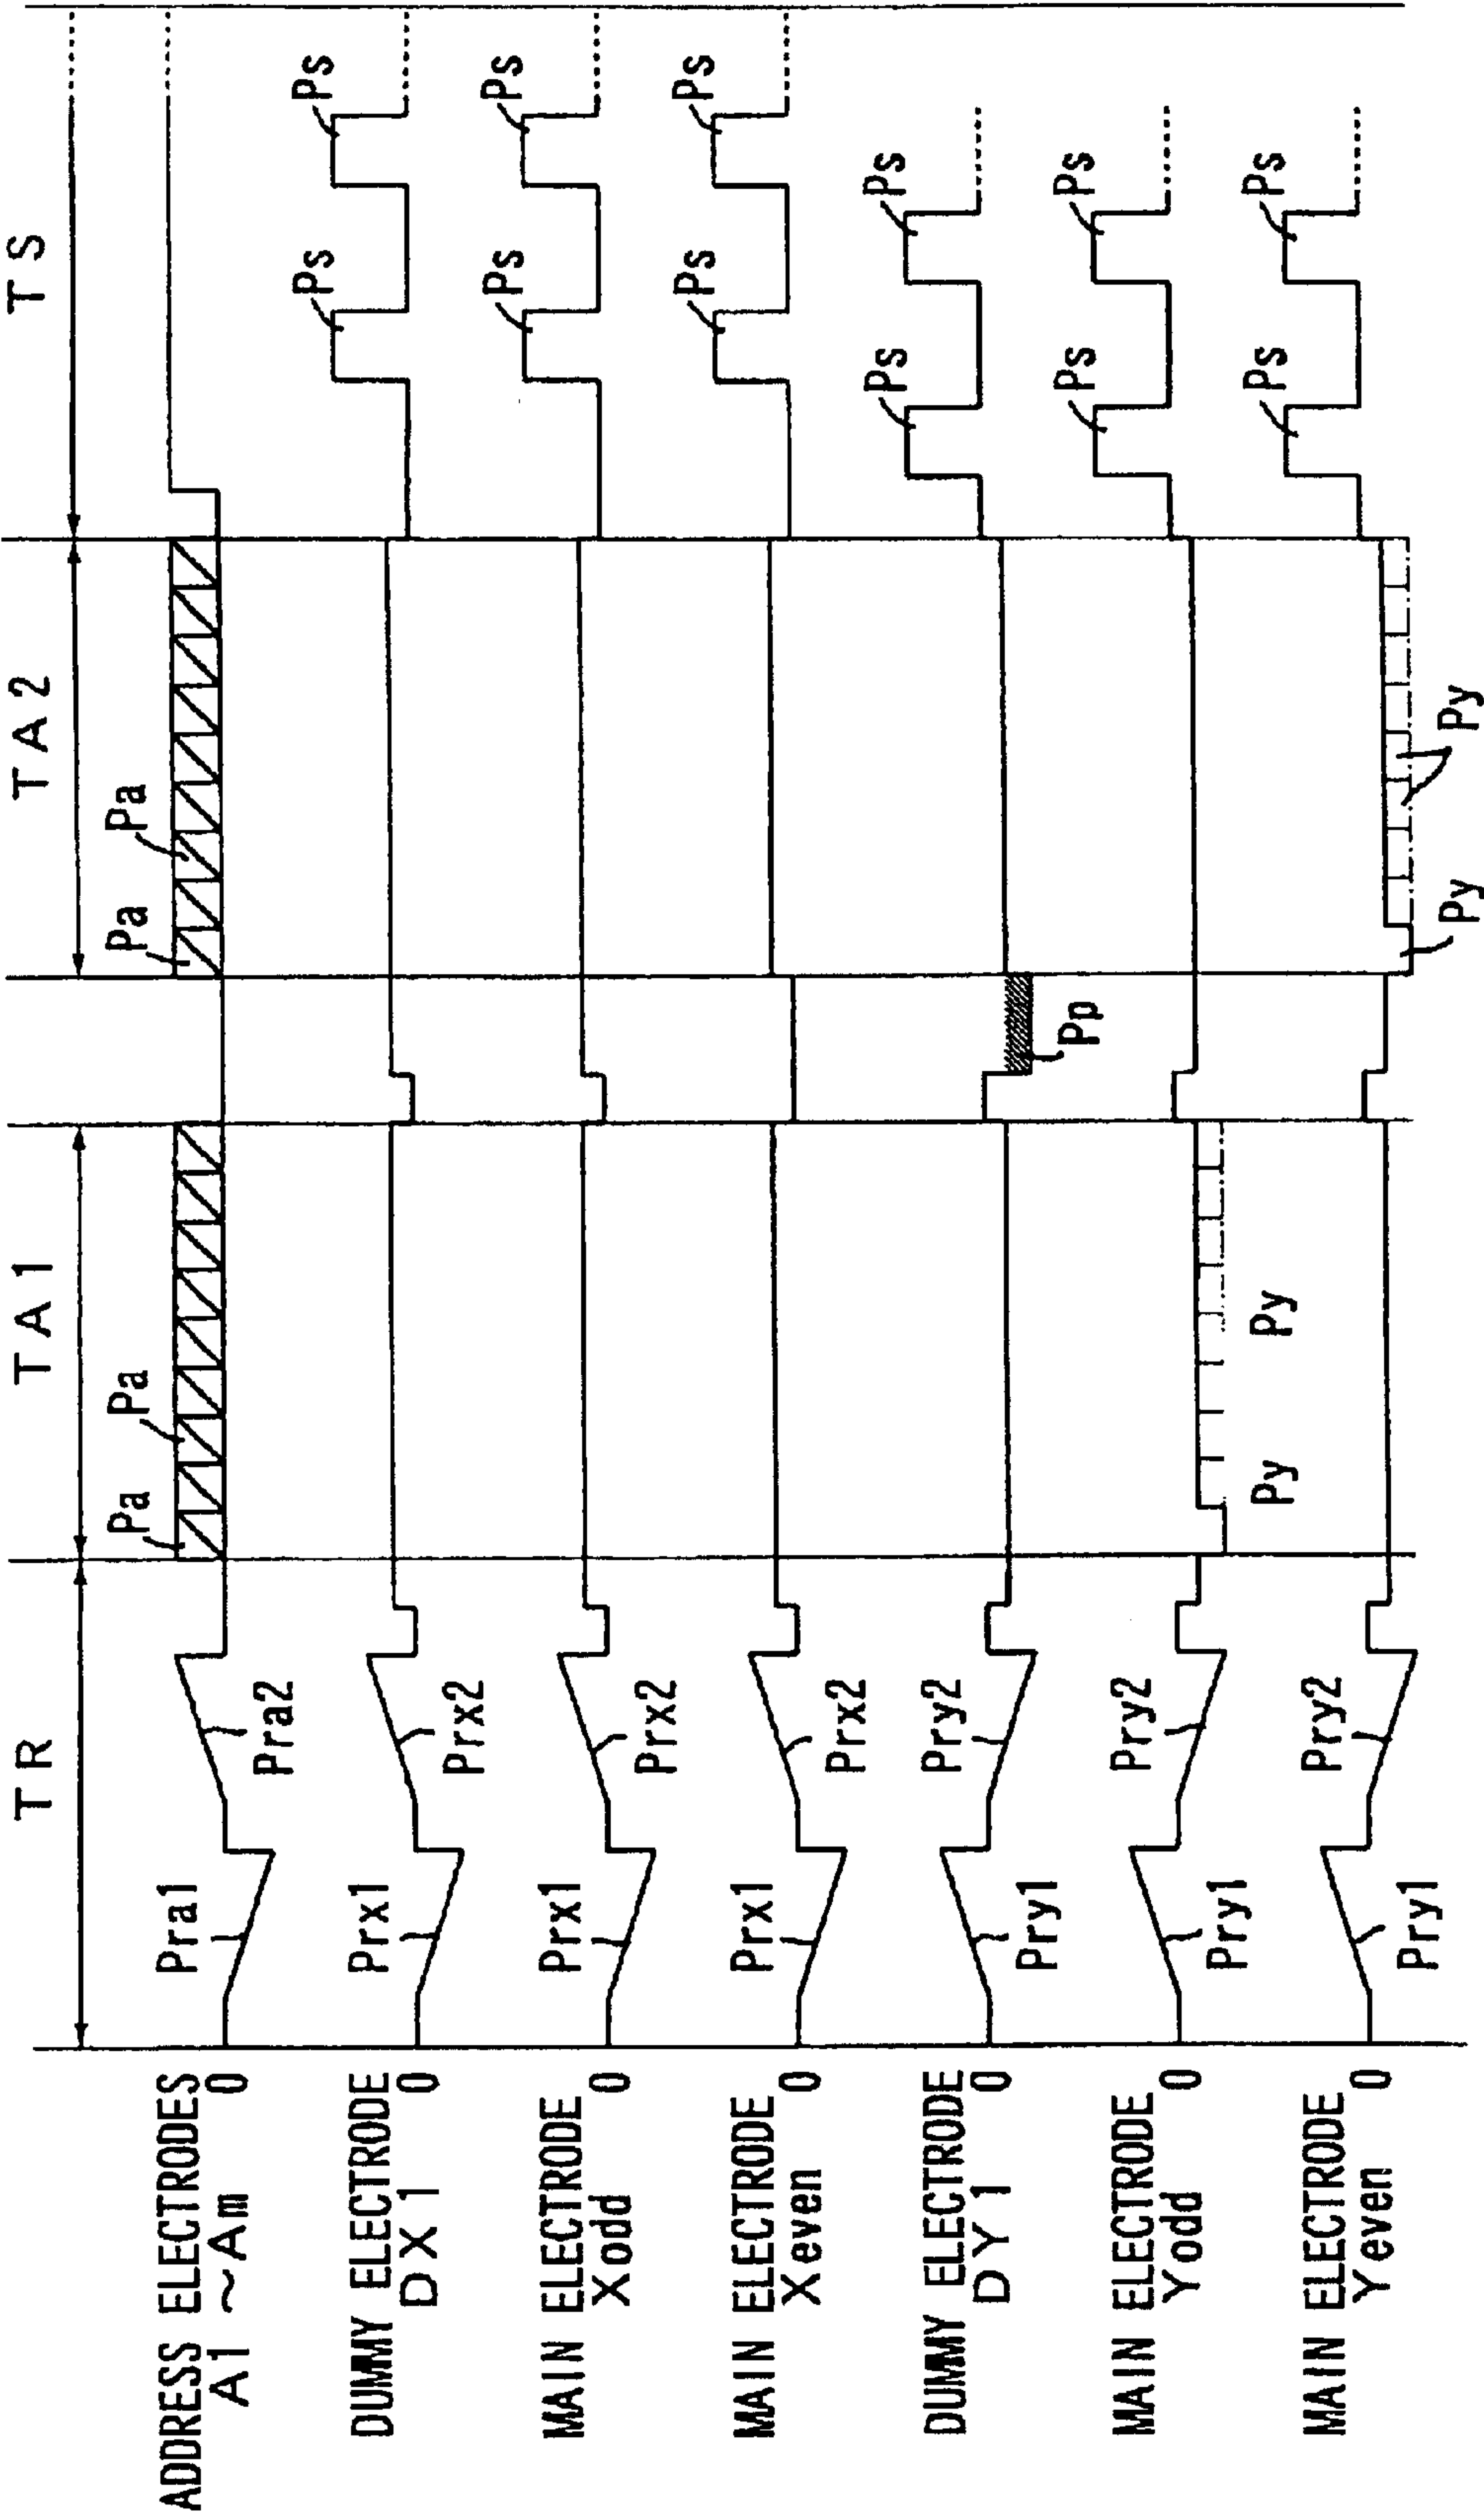 TR TA1 TA2 TS
Pra1 Pra2 Pa Pa Pa Pa
ADDRESS ELECTRODES
A1~Am 0
Prx1 Prx2 Ps Ps
DUMMY ELECTRODE
DX1 0
Prx1 Prx2 Ps Ps
MAIN ELECTRODE
Xodd 0
Prx1 Prx2 Ps Ps
MAIN ELECTRODE
Xeven 0
Pry1 Pry2 Pp Ps Ps
DUMMY ELECTRODE
DY1 0
Pry1 Pry2 Py Py Ps Ps
MAIN ELECTRODE
Yodd 0
Pry1 Pry2 Py Py Ps Ps
MAIN ELECTRODE
Yeven 0